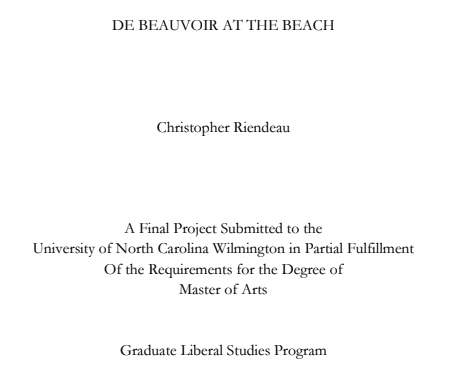 DE BEAUVOIR AT THE BEACH
Christopher Riendeau
A Final Project Submitted to the
University of North Carolina Wilmington in Partial Fulfillment
Of the Requirements for the Degree of
Master of Arts
Graduate Liberal Studies Program